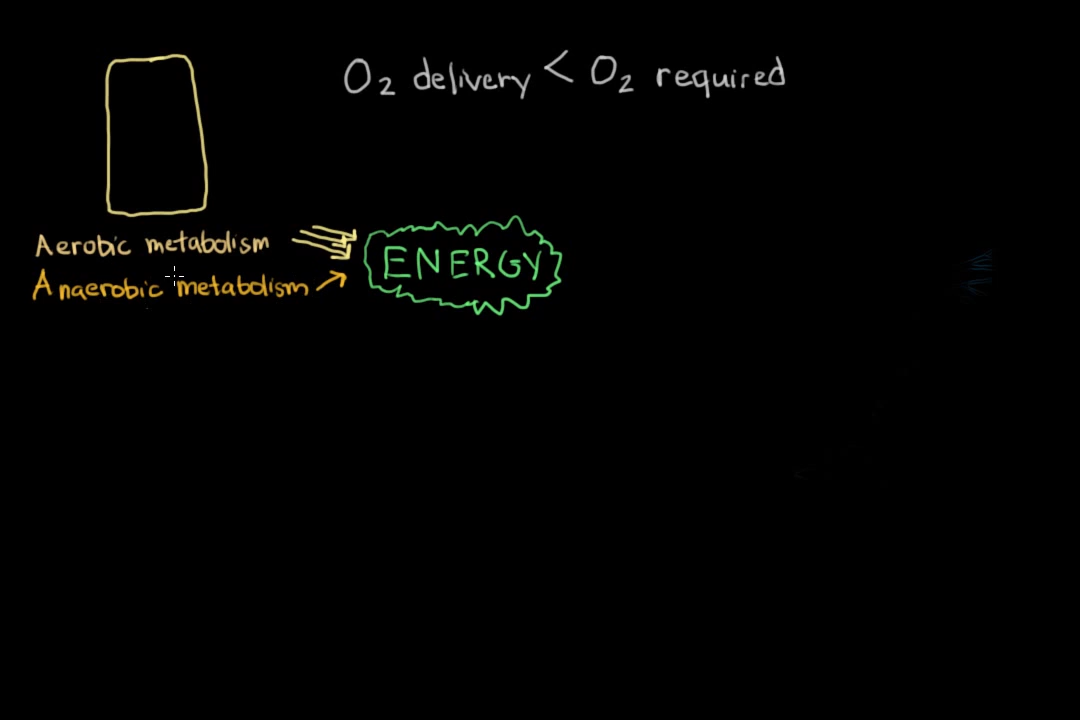 O₂ delivery < O₂ required
Aerobic metabolism
ENERGY
Anaerobic metabolism